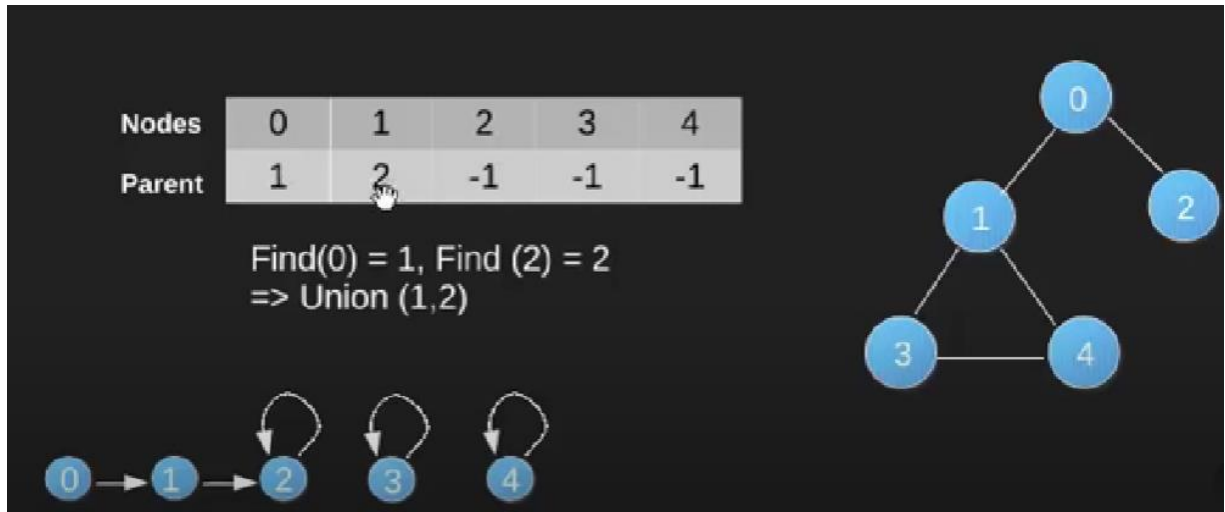 Nodes 0 1 2 3 4
Parent 1 2 -1 -1 -1
Find(0) = 1, Find (2) = 2
=> Union (1,2)
0
1
2
3
4
0 1 2 3 4